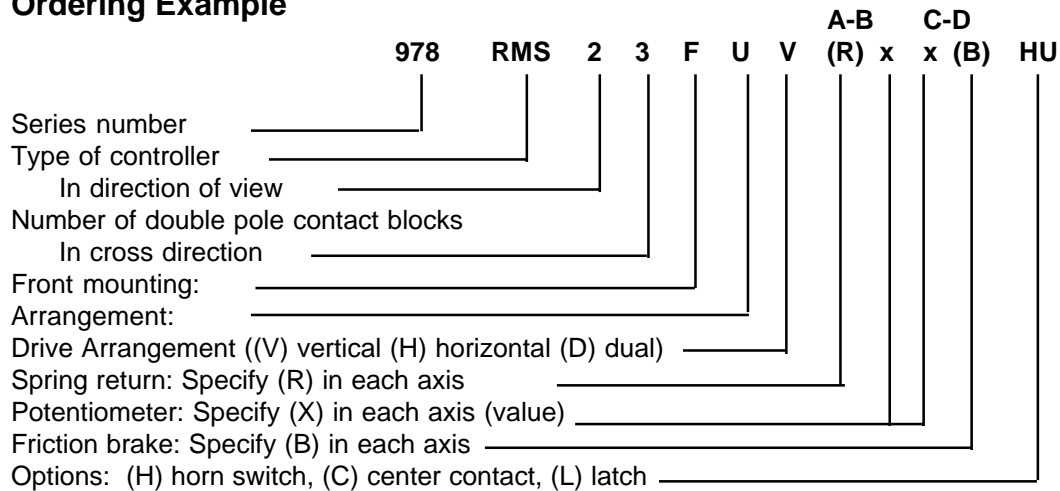 Ordering Example
A-B C-D
978 RMS 2 3 F U V (R) x x (B) HU
Series number
Type of controller
In direction of view
Number of double pole contact blocks
In cross direction
Front mounting:
Arrangement:
Drive Arrangement ((V) vertical (H) horizontal (D) dual)
Spring return: Specify (R) in each axis
Potentiometer: Specify (X) in each axis (value)
Friction brake: Specify (B) in each axis
Options: (H) horn switch, (C) center contact, (L) latch